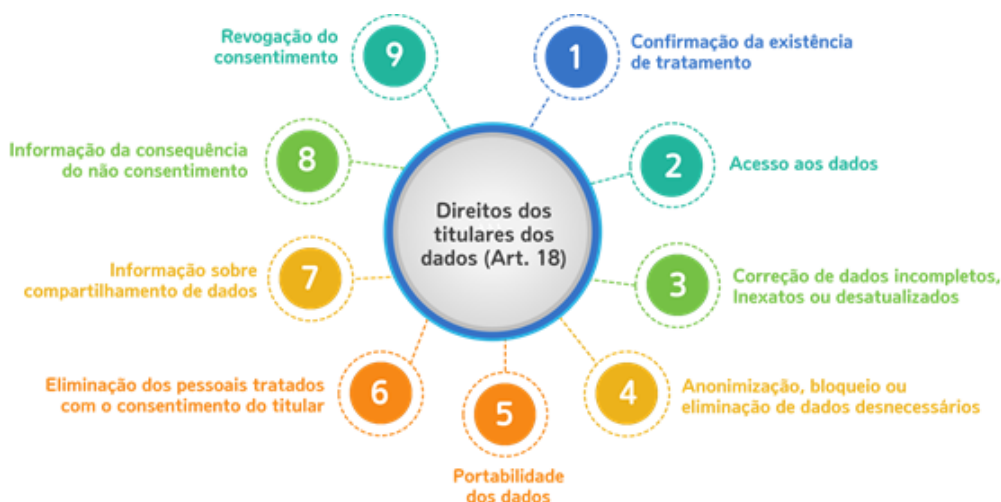 Direitos dos
titulares dos
dados (Art. 18)
1
Confirmação da existência
de tratamento
2
Acesso aos dados
3
Correção de dados incompletos,
Inexatos ou desatualizados
4
Anonimização, bloqueio ou
eliminação de dados desnecessários
5
Portabilidade
dos dados
6
Eliminação dos pessoais tratados
com o consentimento do titular
7
Informação sobre
compartilhamento de dados
8
Informação da consequência
do não consentimento
9
Revogação do
consentimento